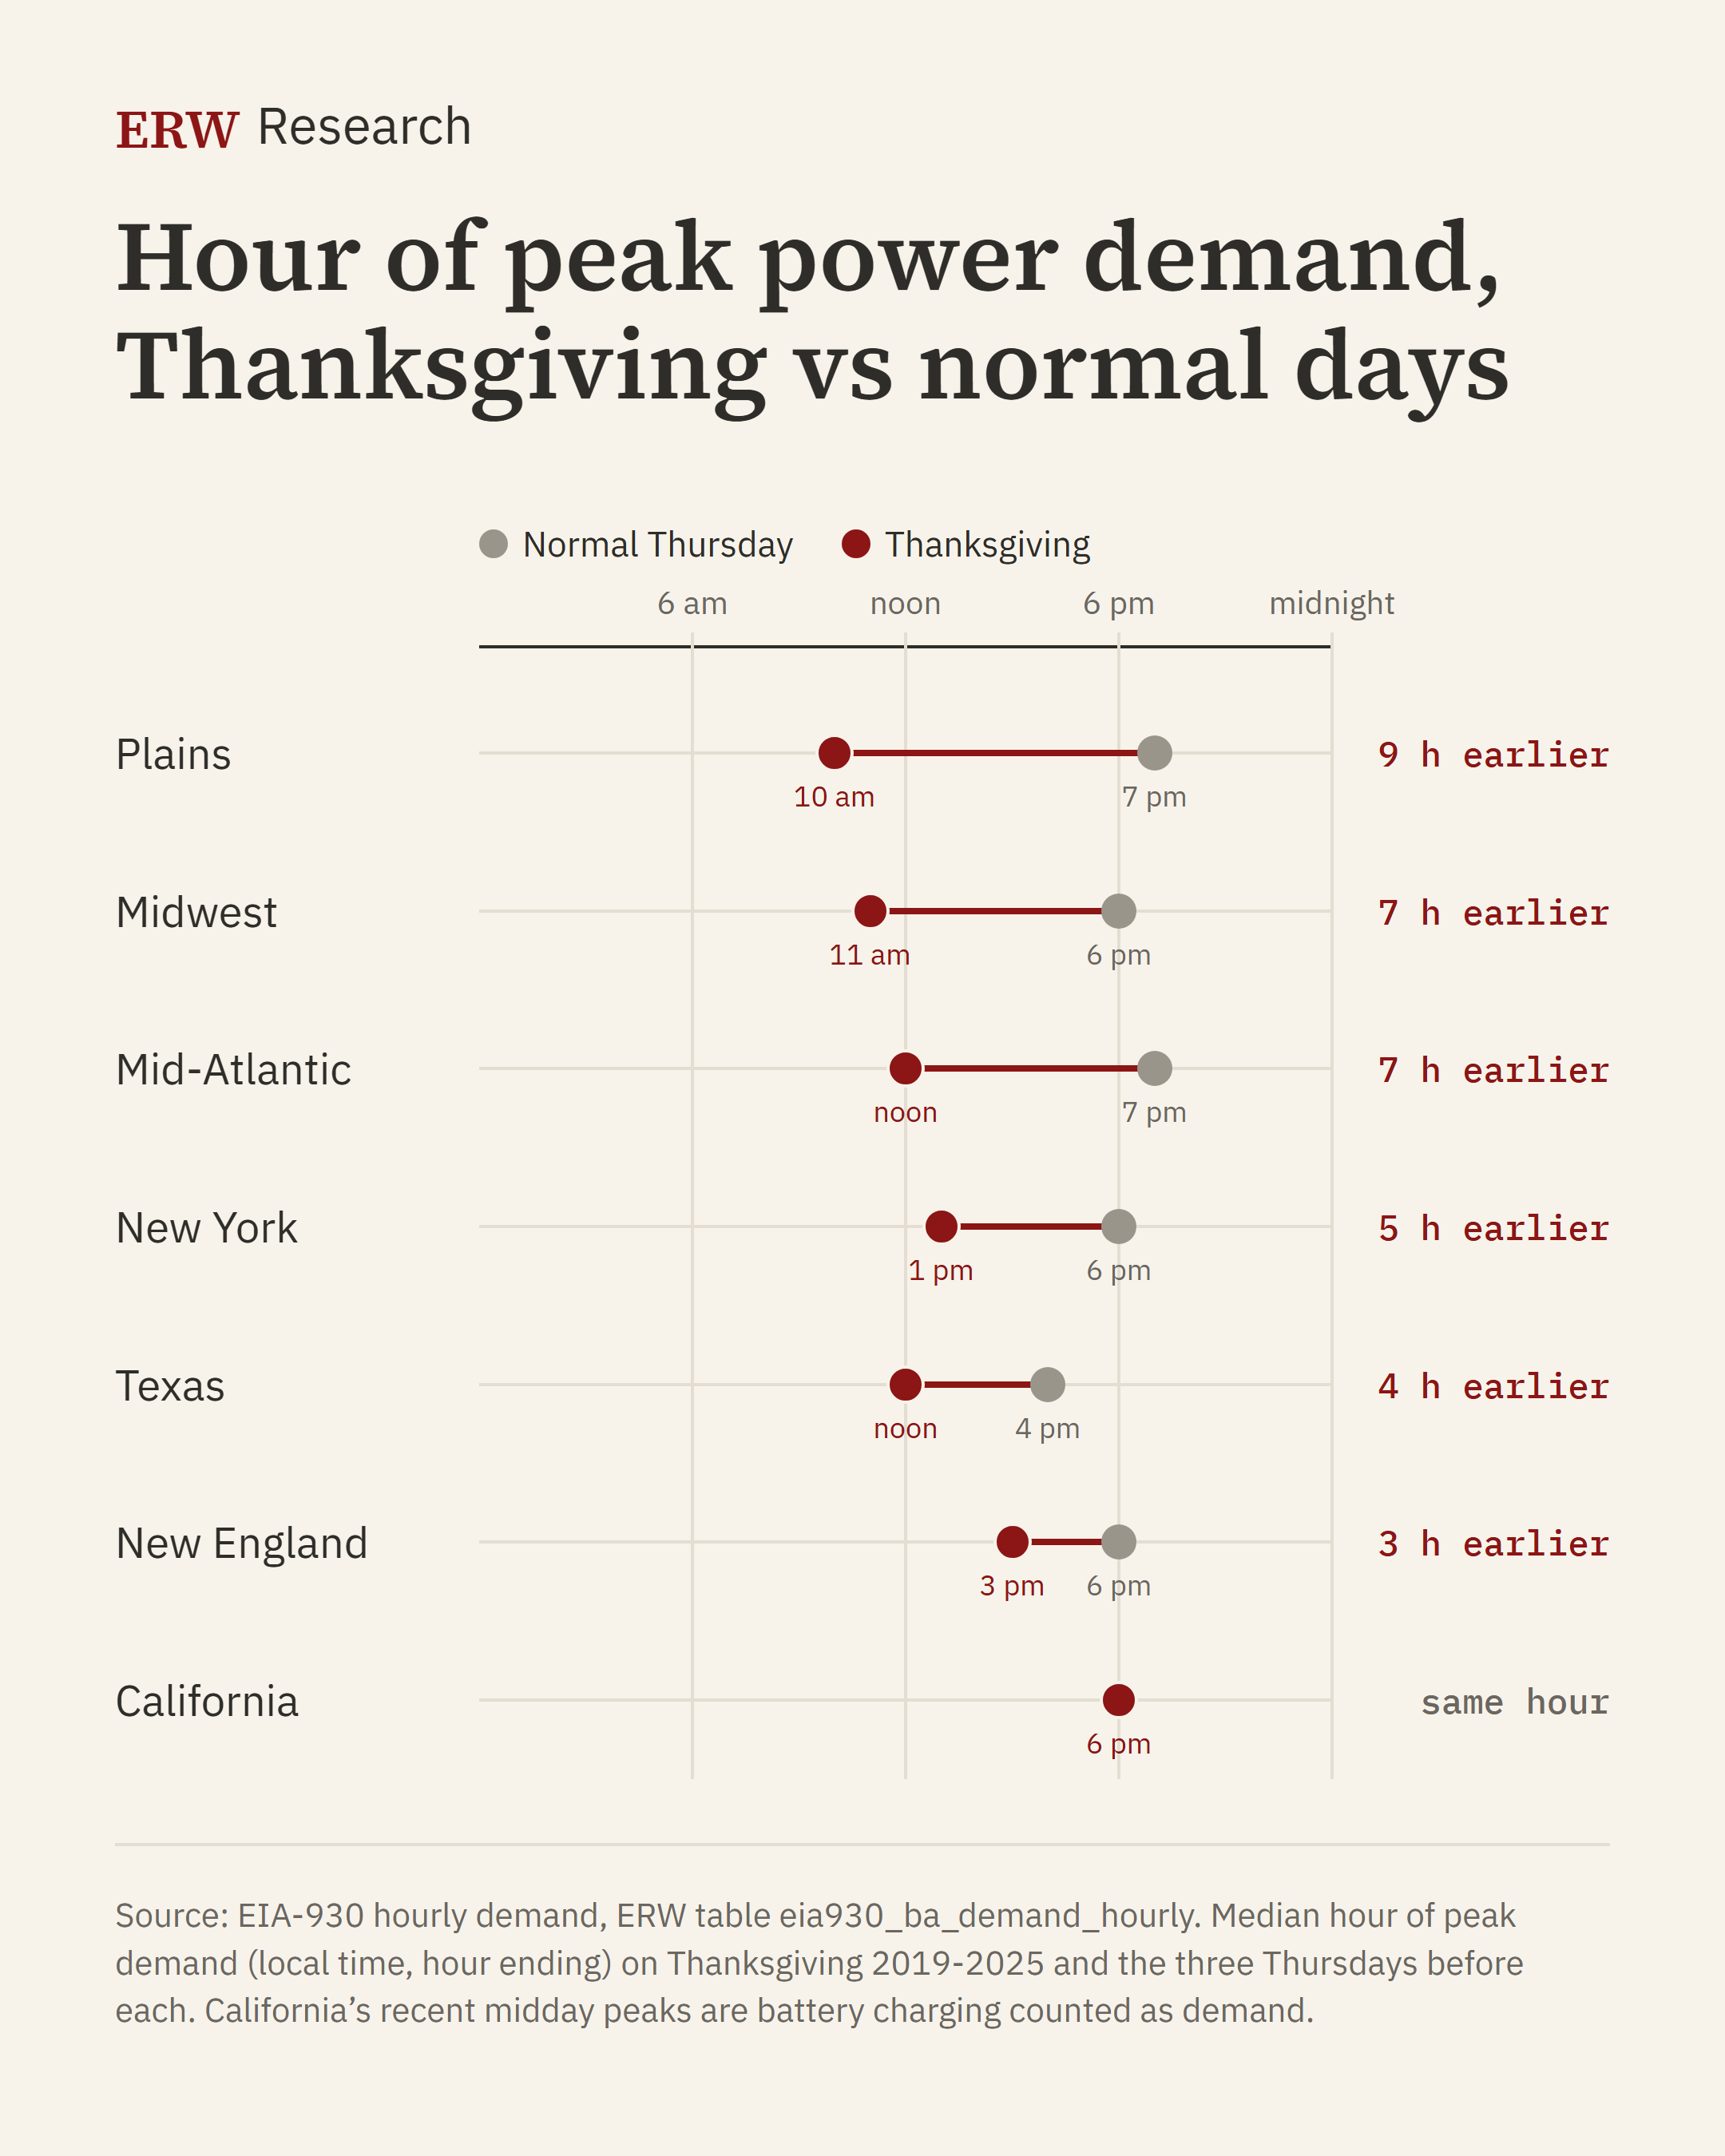 ERW Research
Hour of peak power demand,
Thanksgiving vs normal days
Normal Thursday Thanksgiving
6 am noon 6 pm midnight
Plains 9 h earlier
10 am 7 pm
Midwest 7 h earlier
11 am 6 pm
Mid-Atlantic 7 h earlier
noon 7 pm
New York 5 h earlier
1 pm 6 pm
Texas 4 h earlier
noon 4 pm
New England 3 h earlier
3 pm 6 pm
California same hour
6 pm
Source: EIA-930 hourly demand, ERW table eia930_ba_demand_hourly. Median hour of peak
demand (local time, hour ending) on Thanksgiving 2019-2025 and the three Thursdays before
each. California’s recent midday peaks are battery charging counted as demand.